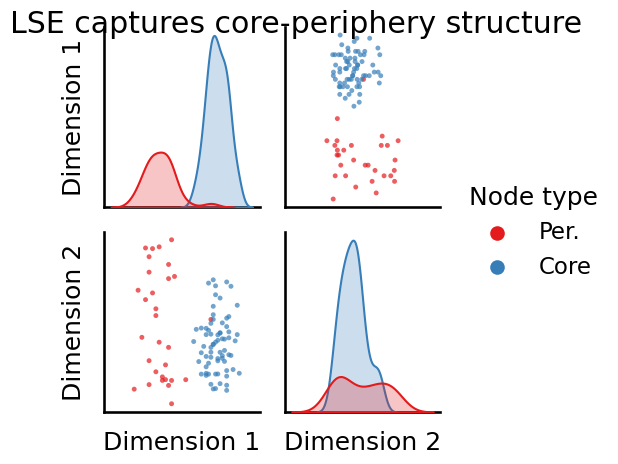 LSE captures core-periphery structure
Dimension 1
Node type
Per.
Core
Dimension 2
Dimension 1
Dimension 2